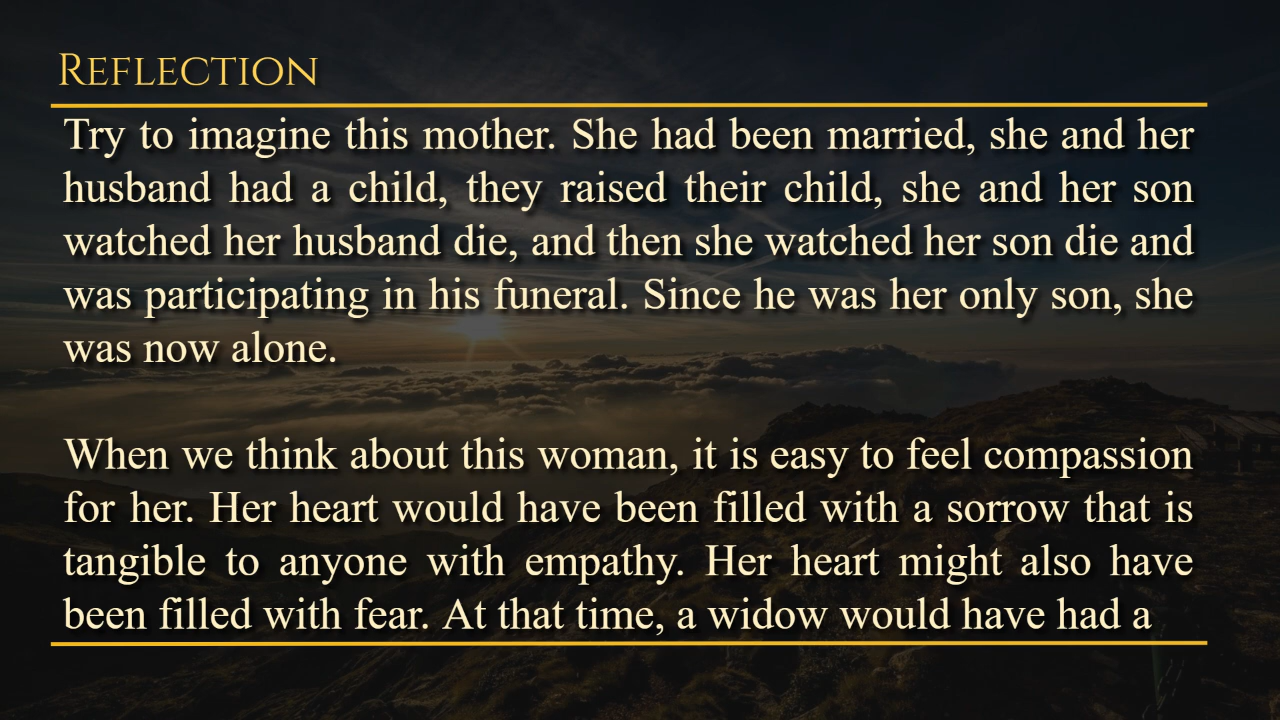 Reflection
Try to imagine this mother. She had been married, she and her
husband had a child, they raised their child, she and her son
watched her husband die, and then she watched her son die and
was participating in his funeral. Since he was her only son, she
was now alone.
When we think about this woman, it is easy to feel compassion
for her. Her heart would have been filled with a sorrow that is
tangible to anyone with empathy. Her heart might also have
been filled with fear. At that time, a widow would have had a